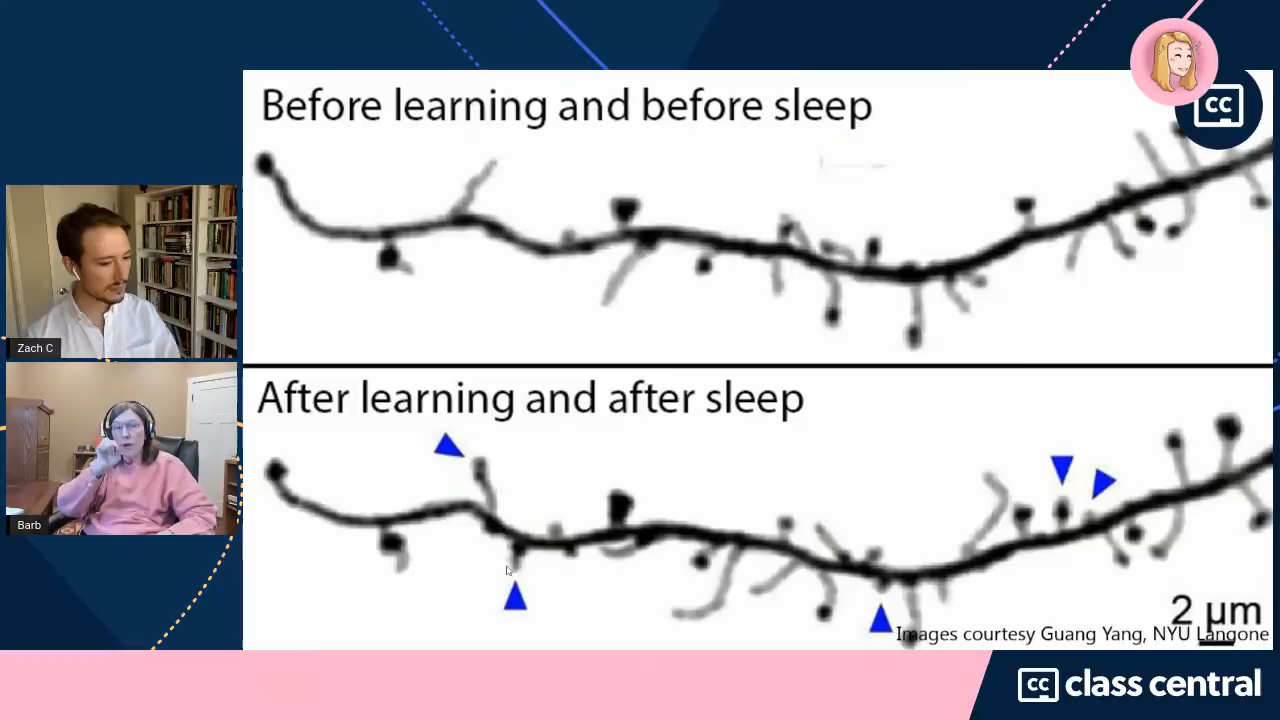 Before learning and before sleep
CC
Zach C
After learning and after sleep
Barb
2 µm
Images courtesy Guang Yang, NYU Langone
CC class central